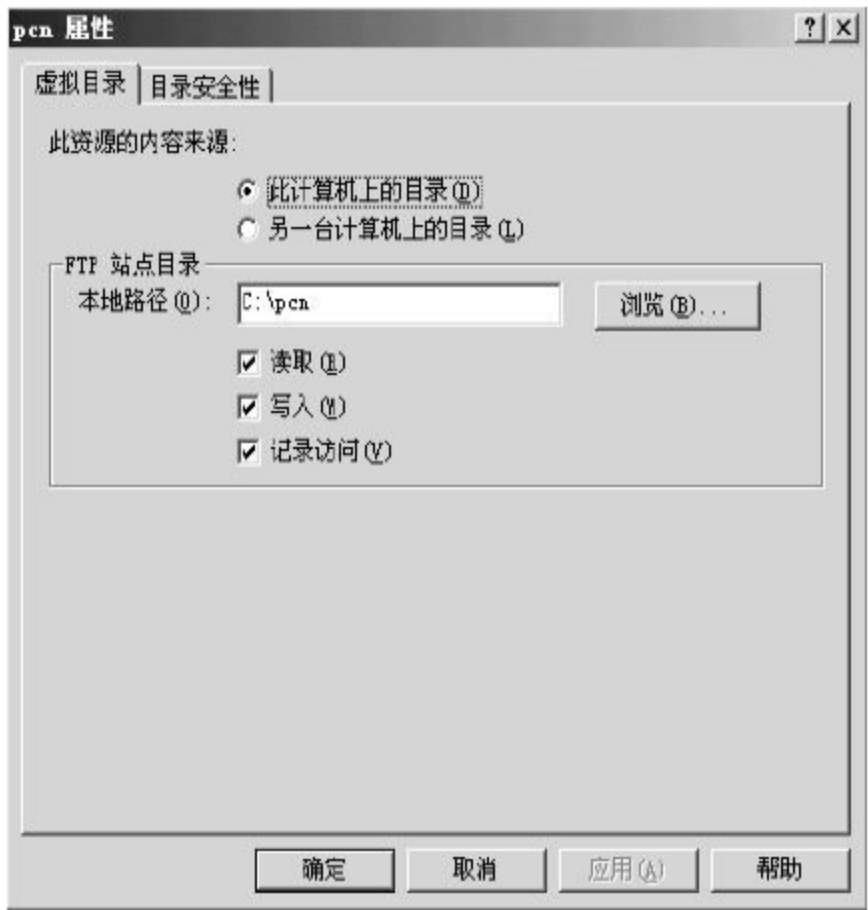 pcn 属性
虚拟目录 目录安全性
此资源的内容来源:
此计算机上的目录(D)
另一台计算机上的目录(L)
FTP 站点目录
本地路径(O): C:\pcn 浏览(B)...
读取(R)
写入(W)
记录访问(V)
确定 取消 应用(A) 帮助